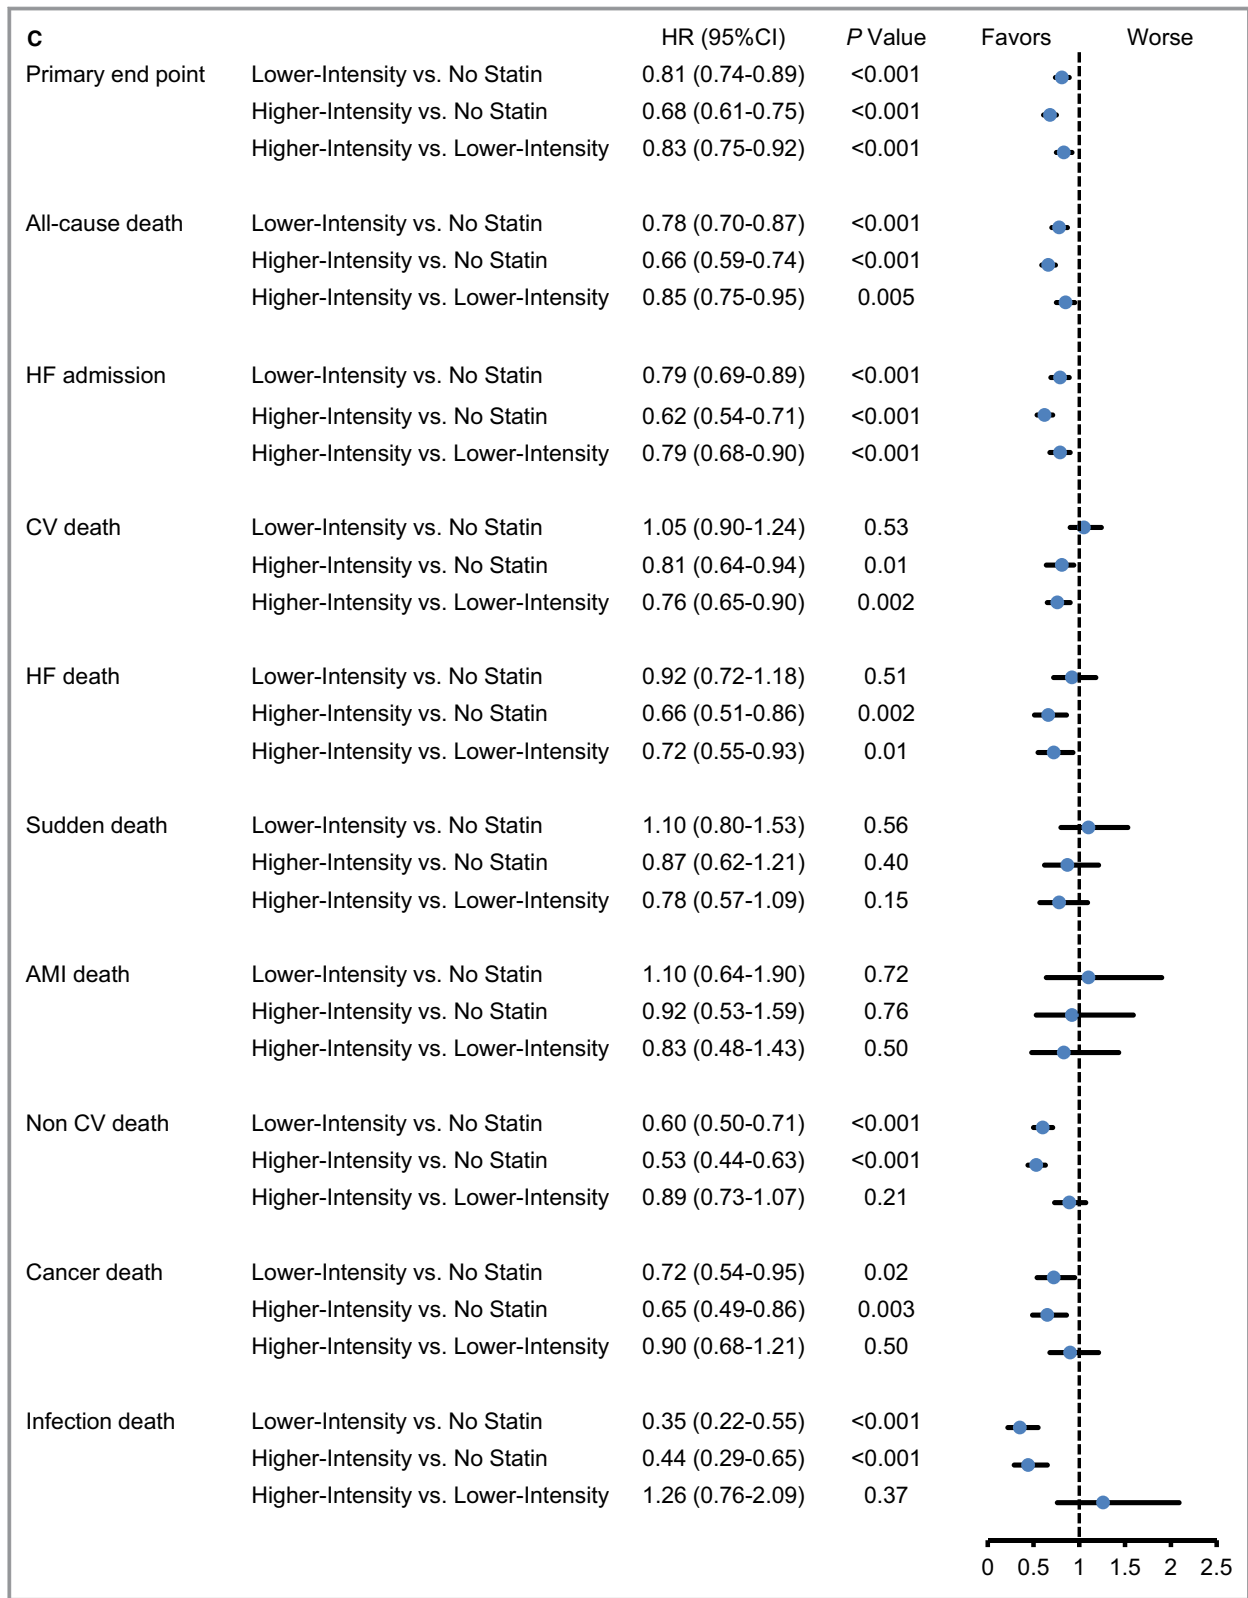 C HR (95%CI) P Value Favors Worse
Primary end point Lower-Intensity vs. No Statin 0.81 (0.74-0.89) <0.001
Higher-Intensity vs. No Statin 0.68 (0.61-0.75) <0.001
Higher-Intensity vs. Lower-Intensity 0.83 (0.75-0.92) <0.001
All-cause death Lower-Intensity vs. No Statin 0.78 (0.70-0.87) <0.001
Higher-Intensity vs. No Statin 0.66 (0.59-0.74) <0.001
Higher-Intensity vs. Lower-Intensity 0.85 (0.75-0.95) 0.005
HF admission Lower-Intensity vs. No Statin 0.79 (0.69-0.89) <0.001
Higher-Intensity vs. No Statin 0.62 (0.54-0.71) <0.001
Higher-Intensity vs. Lower-Intensity 0.79 (0.68-0.90) <0.001
CV death Lower-Intensity vs. No Statin 1.05 (0.90-1.24) 0.53
Higher-Intensity vs. No Statin 0.81 (0.64-0.94) 0.01
Higher-Intensity vs. Lower-Intensity 0.76 (0.65-0.90) 0.002
HF death Lower-Intensity vs. No Statin 0.92 (0.72-1.18) 0.51
Higher-Intensity vs. No Statin 0.66 (0.51-0.86) 0.002
Higher-Intensity vs. Lower-Intensity 0.72 (0.55-0.93) 0.01
Sudden death Lower-Intensity vs. No Statin 1.10 (0.80-1.53) 0.56
Higher-Intensity vs. No Statin 0.87 (0.62-1.21) 0.40
Higher-Intensity vs. Lower-Intensity 0.78 (0.57-1.09) 0.15
AMI death Lower-Intensity vs. No Statin 1.10 (0.64-1.90) 0.72
Higher-Intensity vs. No Statin 0.92 (0.53-1.59) 0.76
Higher-Intensity vs. Lower-Intensity 0.83 (0.48-1.43) 0.50
Non CV death Lower-Intensity vs. No Statin 0.60 (0.50-0.71) <0.001
Higher-Intensity vs. No Statin 0.53 (0.44-0.63) <0.001
Higher-Intensity vs. Lower-Intensity 0.89 (0.73-1.07) 0.21
Cancer death Lower-Intensity vs. No Statin 0.72 (0.54-0.95) 0.02
Higher-Intensity vs. No Statin 0.65 (0.49-0.86) 0.003
Higher-Intensity vs. Lower-Intensity 0.90 (0.68-1.21) 0.50
Infection death Lower-Intensity vs. No Statin 0.35 (0.22-0.55) <0.001
Higher-Intensity vs. No Statin 0.44 (0.29-0.65) <0.001
Higher-Intensity vs. Lower-Intensity 1.26 (0.76-2.09) 0.37
0 0.5 1 1.5 2 2.5